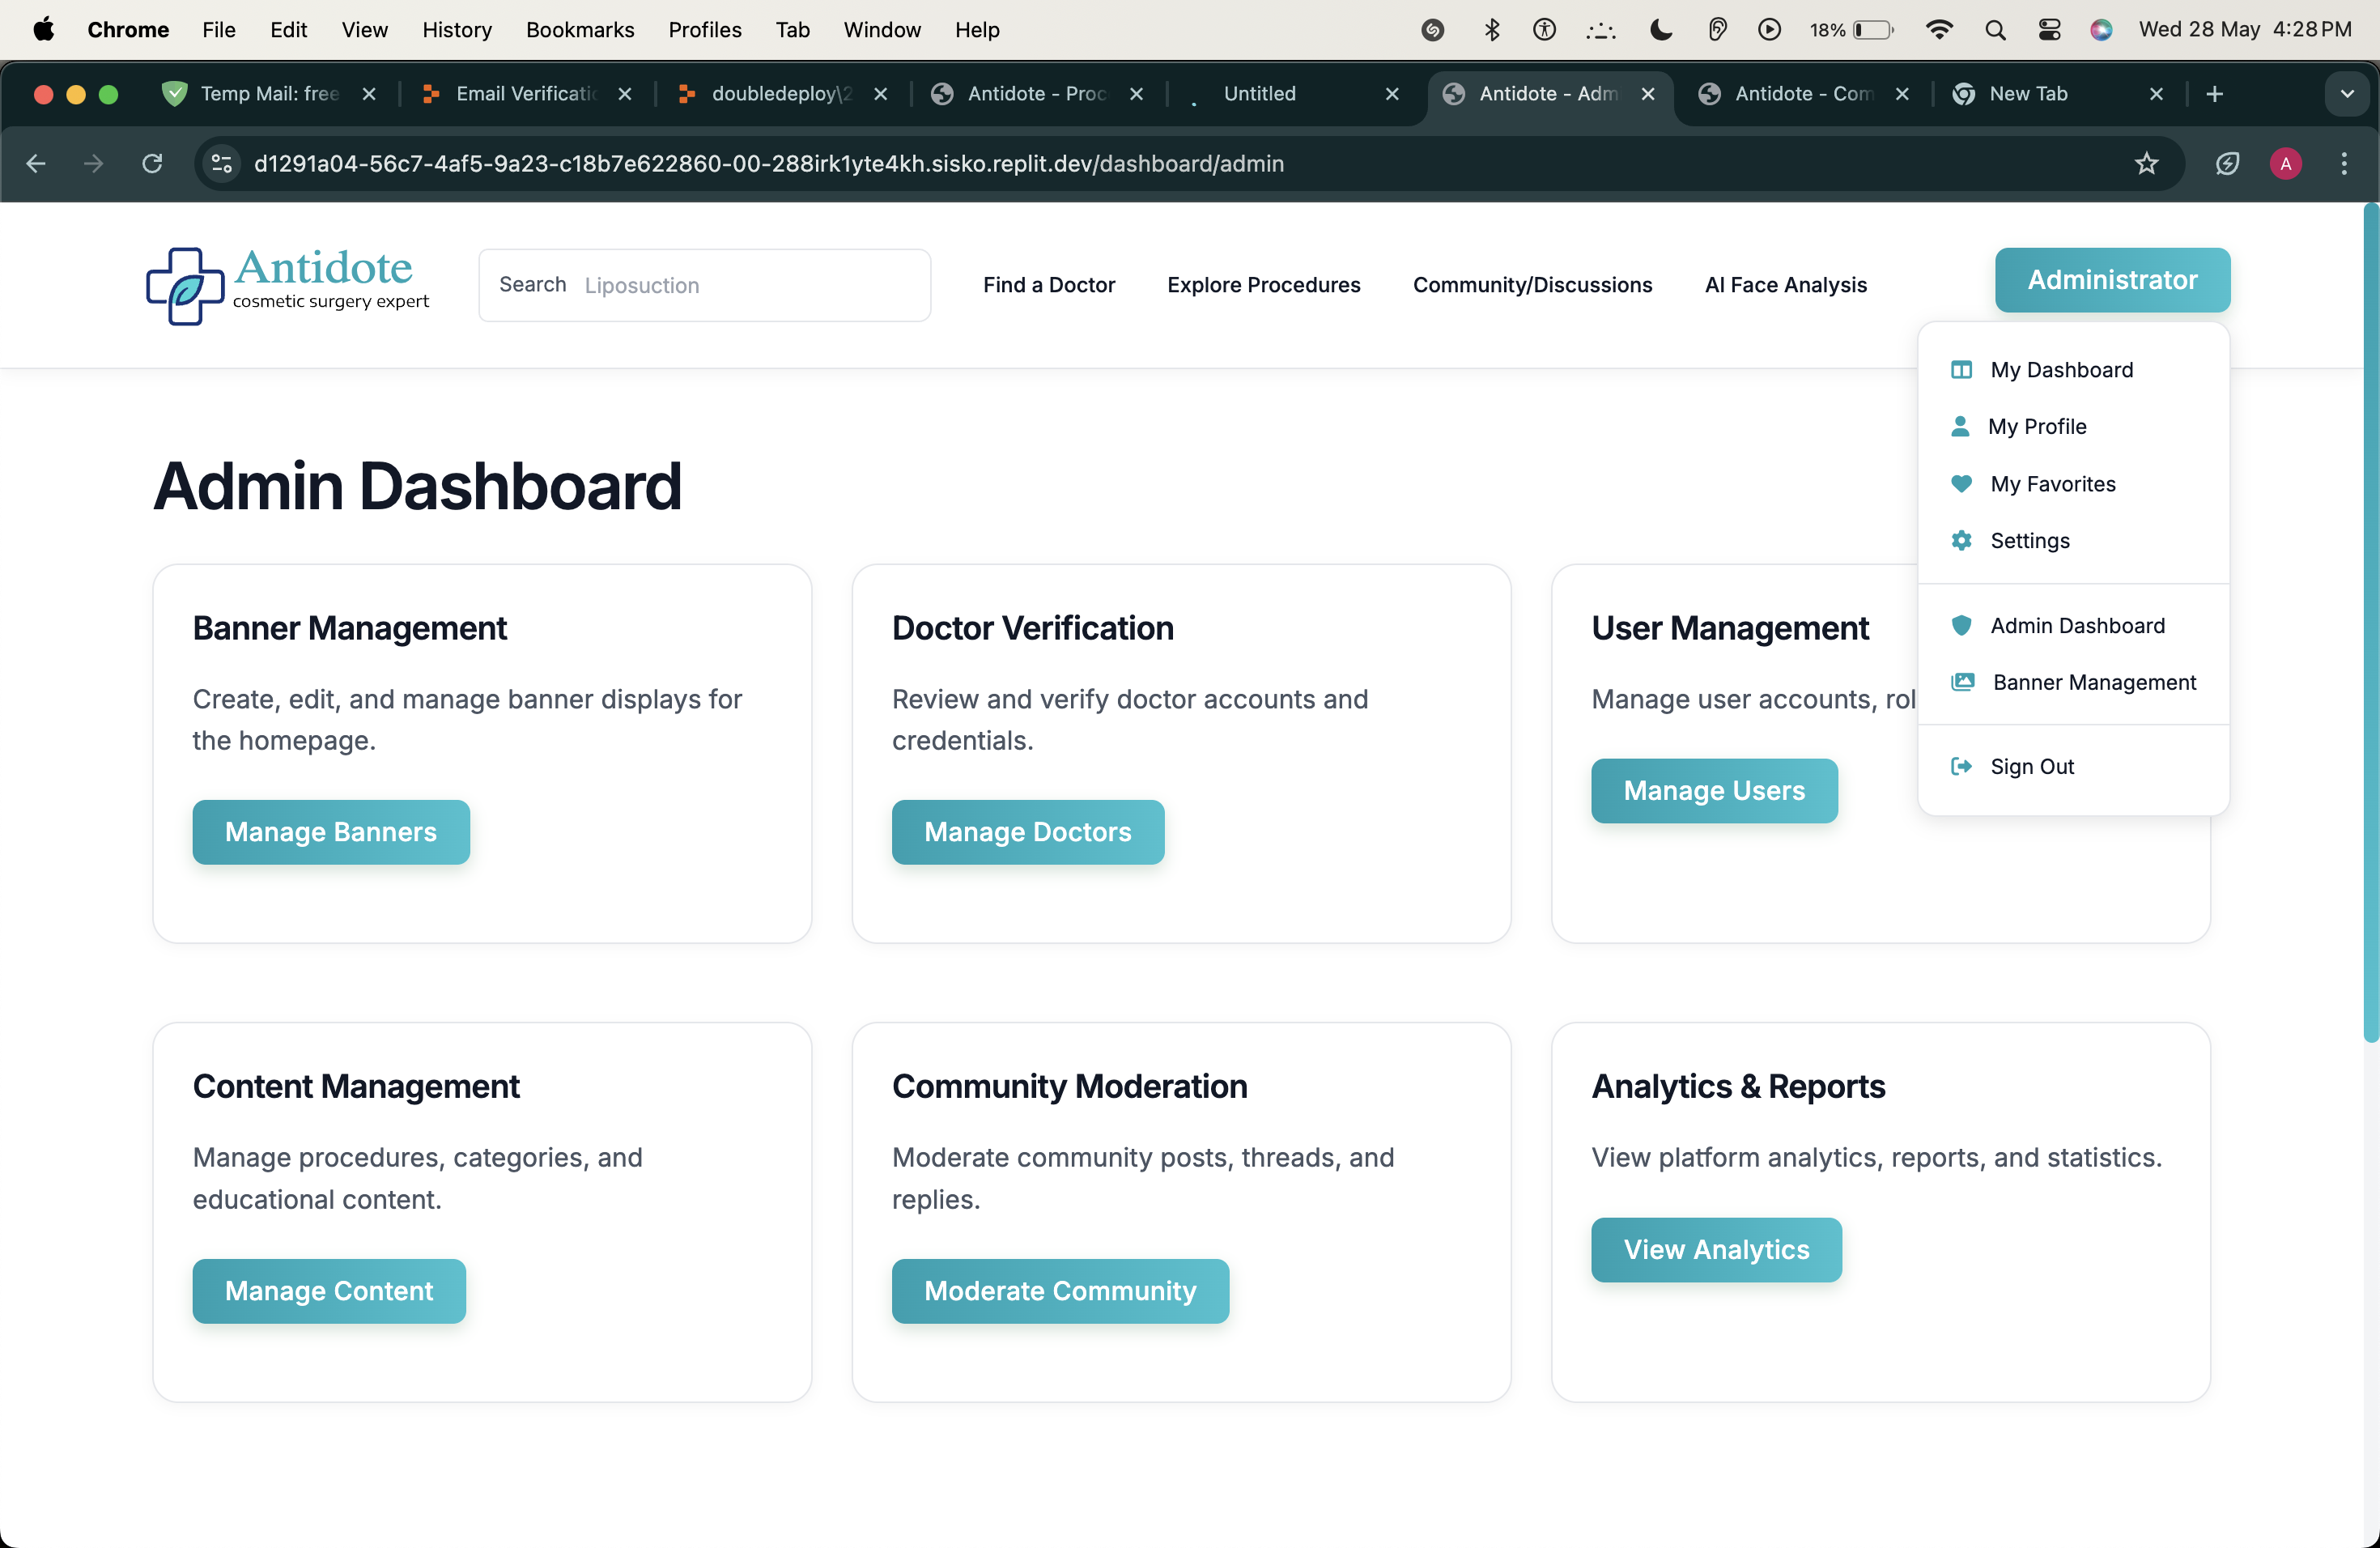 Chrome File Edit View History Bookmarks Profiles Tab Window Help 18% Wed 28 May 4:28 PM
Temp Mail: free Email Verificatio doubledeploy\2 Antidote - Proc Untitled Antidote - Adm Antidote - Com New Tab
d1291a04-56c7-4af5-9a23-c18b7e622860-00-288irk1yte4kh.sisko.replit.dev/dashboard/admin A
Antidote
cosmetic surgery expert
Search Liposuction
Find a Doctor Explore Procedures Community/Discussions AI Face Analysis
Administrator
My Dashboard
My Profile
My Favorites
Settings
Admin Dashboard
Banner Management
Sign Out
Admin Dashboard
Banner Management
Create, edit, and manage banner displays for
the homepage.
Manage Banners
Doctor Verification
Review and verify doctor accounts and
credentials.
Manage Doctors
User Management
Manage user accounts, rol
Manage Users
Content Management
Manage procedures, categories, and
educational content.
Manage Content
Community Moderation
Moderate community posts, threads, and
replies.
Moderate Community
Analytics & Reports
View platform analytics, reports, and statistics.
View Analytics